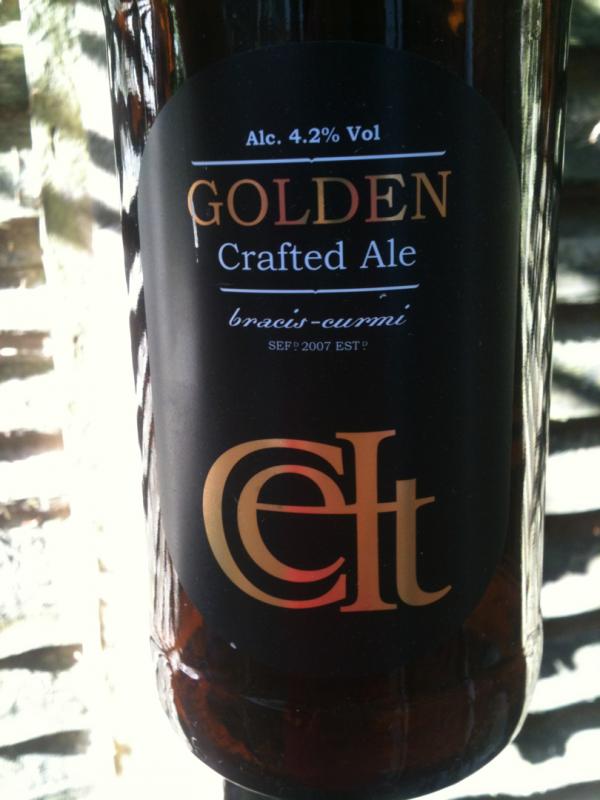 Alc. 4.2% Vol
GOLDEN
Crafted Ale
bracis-curmi
SEFD 2007 ESTD
Celt